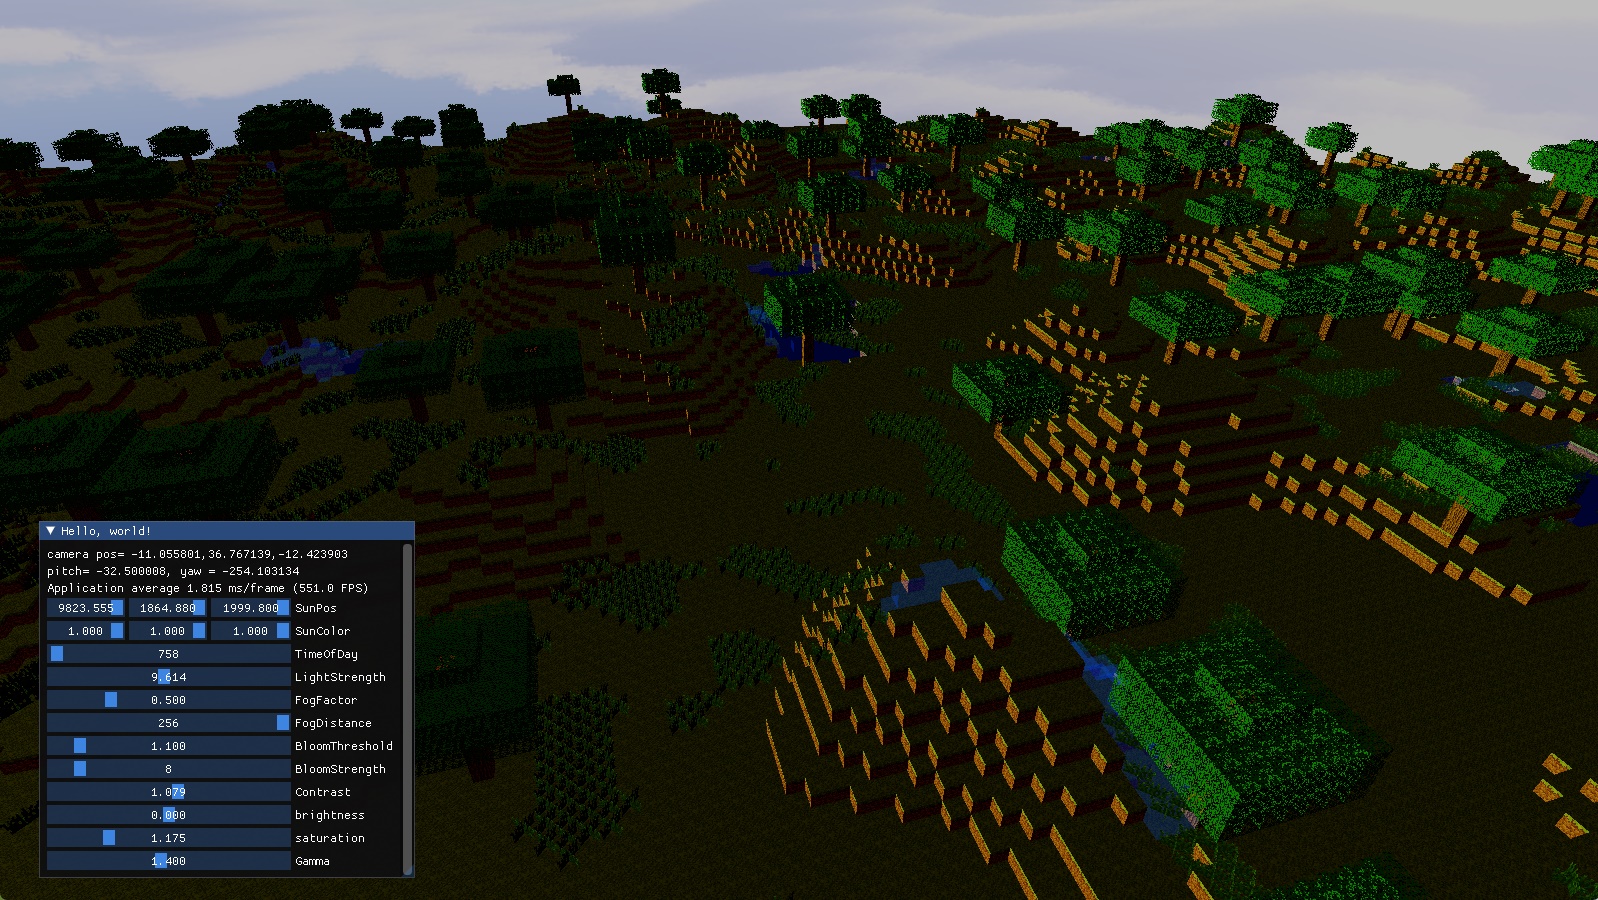 Hello, world!
camera pos= -11.055801,36.767139,-12.423903
pitch= -32.500008, yaw = -254.103134
Application average 1.815 ms/frame (551.0 FPS)
9823.555 1864.880 1999.800 SunPos
1.000 1.000 1.000 SunColor
758 TimeOfDay
9.614 LightStrength
0.500 FogFactor
256 FogDistance
1.100 BloomThreshold
8 BloomStrength
1.079 Contrast
0.000 brightness
1.175 saturation
1.400 Gamma